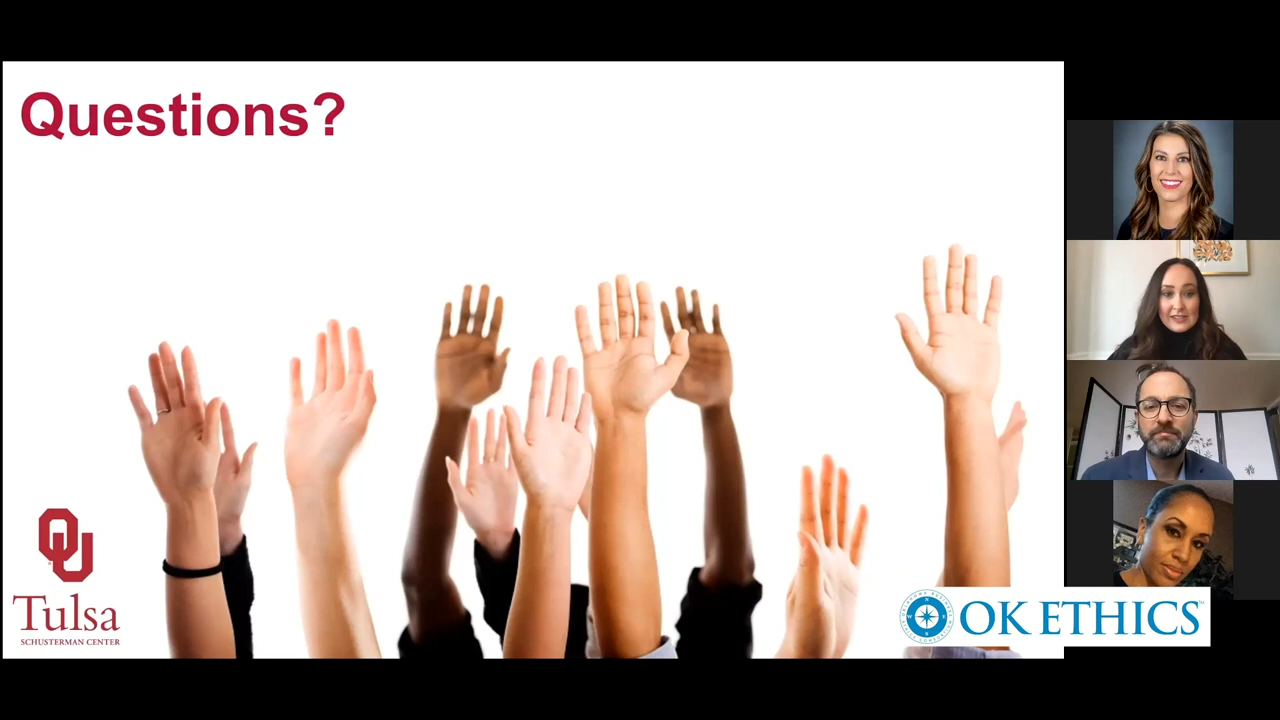 Questions?
OU
Tulsa
SCHUSTERMAN CENTER
OK ETHICS